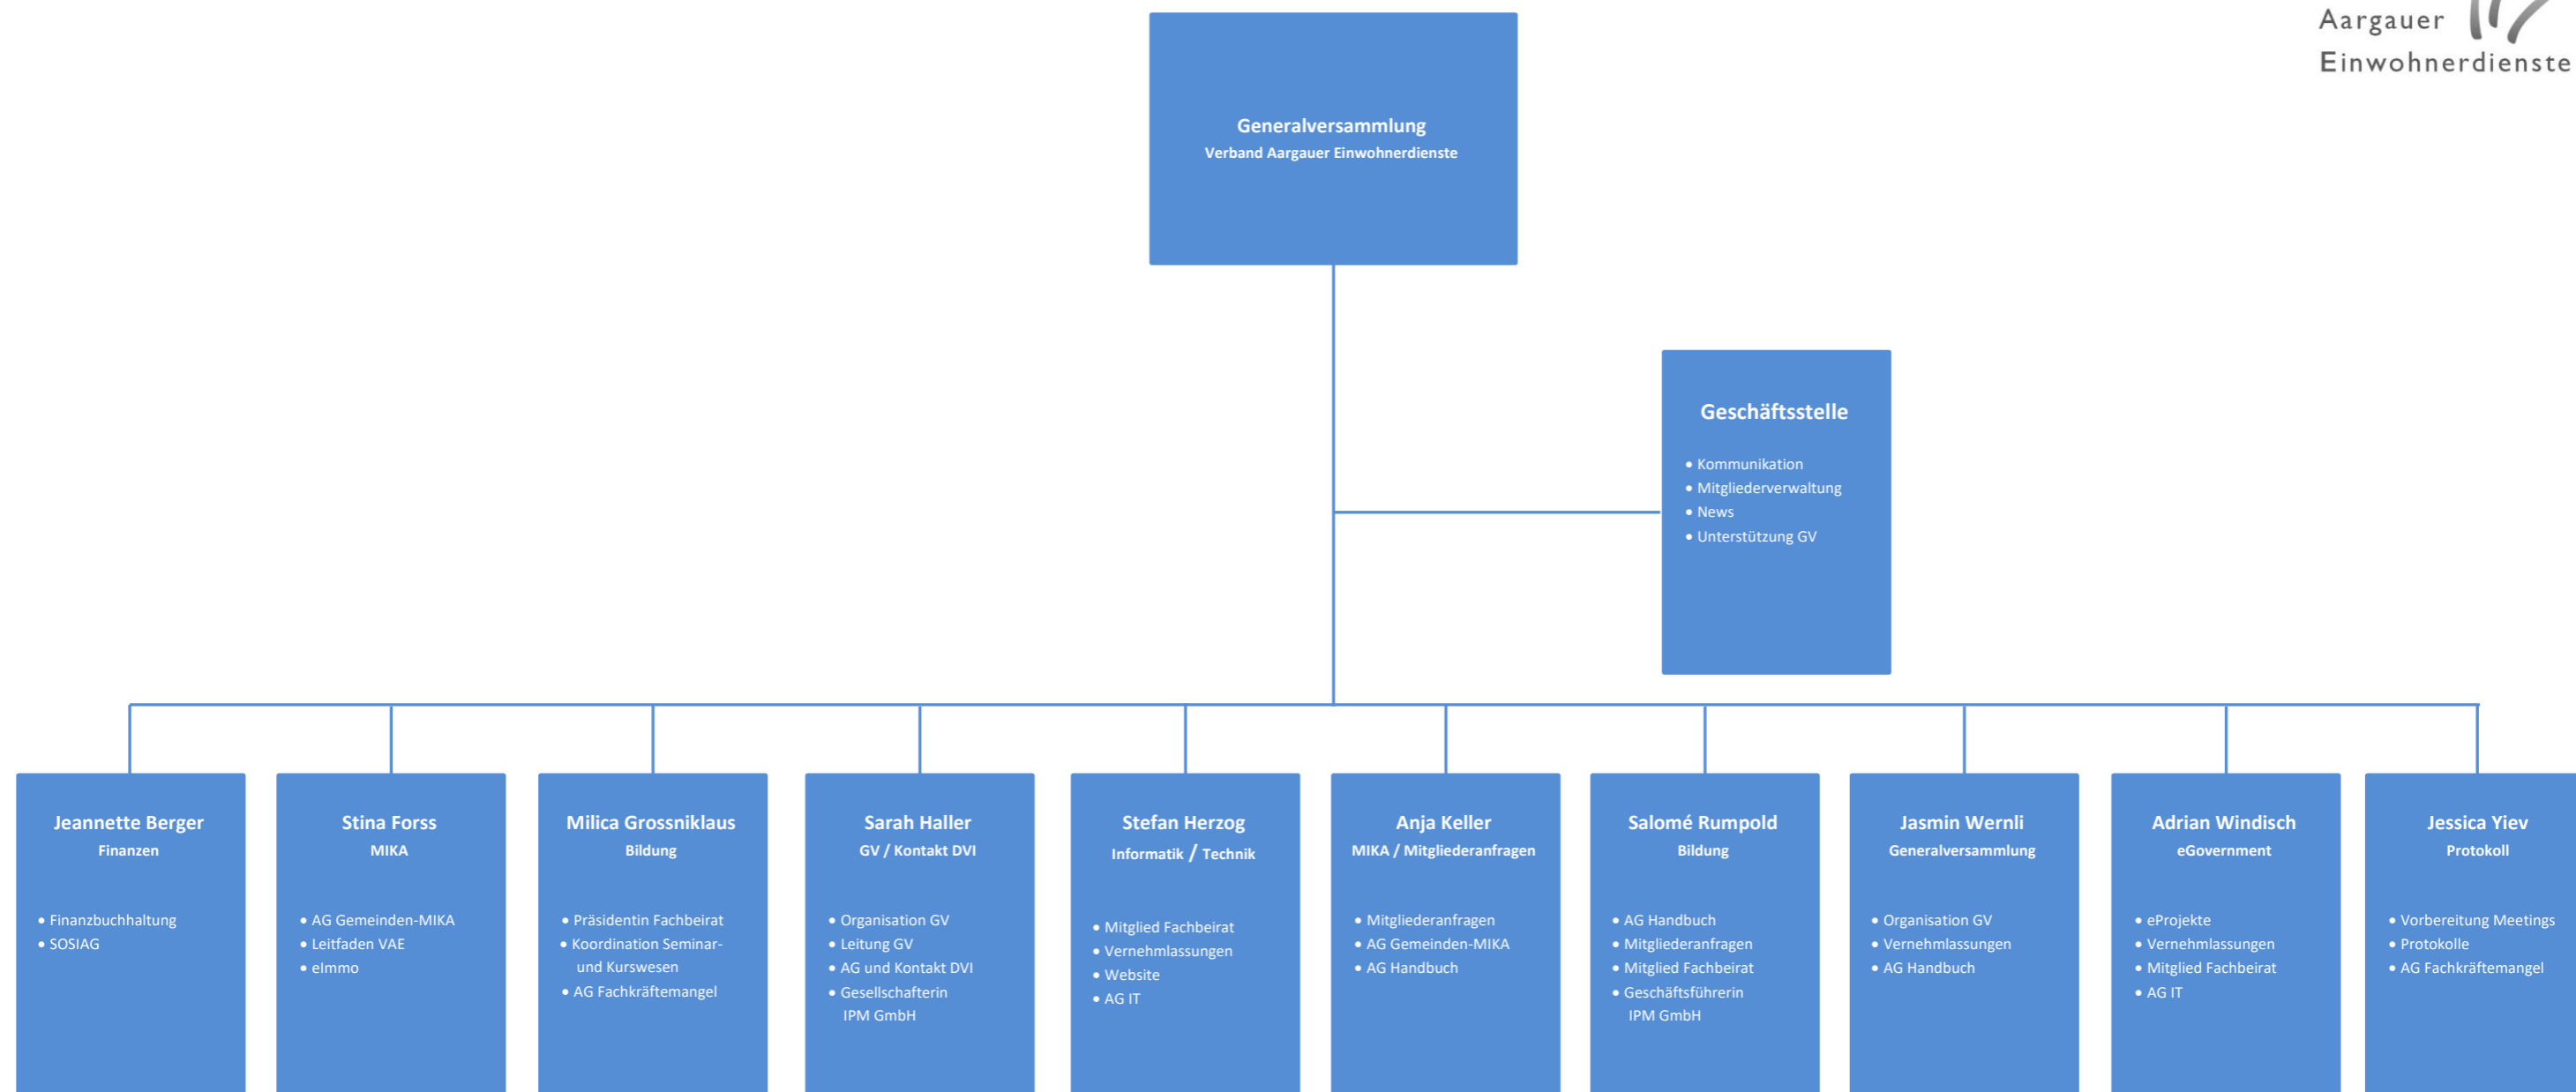 Aargauer
Einwohnerdienste
Generalversammlung
Verband Aargauer Einwohnerdienste
Geschäftsstelle
• Kommunikation
• Mitgliederverwaltung
• News
• Unterstützung GV
Jeannette Berger
Finanzen
• Finanzbuchhaltung
• SOSIAG
Stina Forss
MIKA
• AG Gemeinden-MIKA
• Leitfaden VAE
• eImmo
Milica Grossniklaus
Bildung
• Präsidentin Fachbeirat
• Koordination Seminar-
und Kurswesen
• AG Fachkräftemangel
Sarah Haller
GV / Kontakt DVI
• Organisation GV
• Leitung GV
• AG und Kontakt DVI
• Gesellschafterin
IPM GmbH
Stefan Herzog
Informatik / Technik
• Mitglied Fachbeirat
• Vernehmlassungen
• Website
• AG IT
Anja Keller
MIKA / Mitgliederanfragen
• Mitgliederanfragen
• AG Gemeinden-MIKA
• AG Handbuch
Salomé Rumpold
Bildung
• AG Handbuch
• Mitgliederanfragen
• Mitglied Fachbeirat
• Geschäftsführerin
IPM GmbH
Jasmin Wernli
Generalversammlung
• Organisation GV
• Vernehmlassungen
• AG Handbuch
Adrian Windisch
eGovernment
• eProjekte
• Vernehmlassungen
• Mitglied Fachbeirat
• AG IT
Jessica Yiev
Protokoll
• Vorbereitung Meetings
• Protokolle
• AG Fachkräftemangel